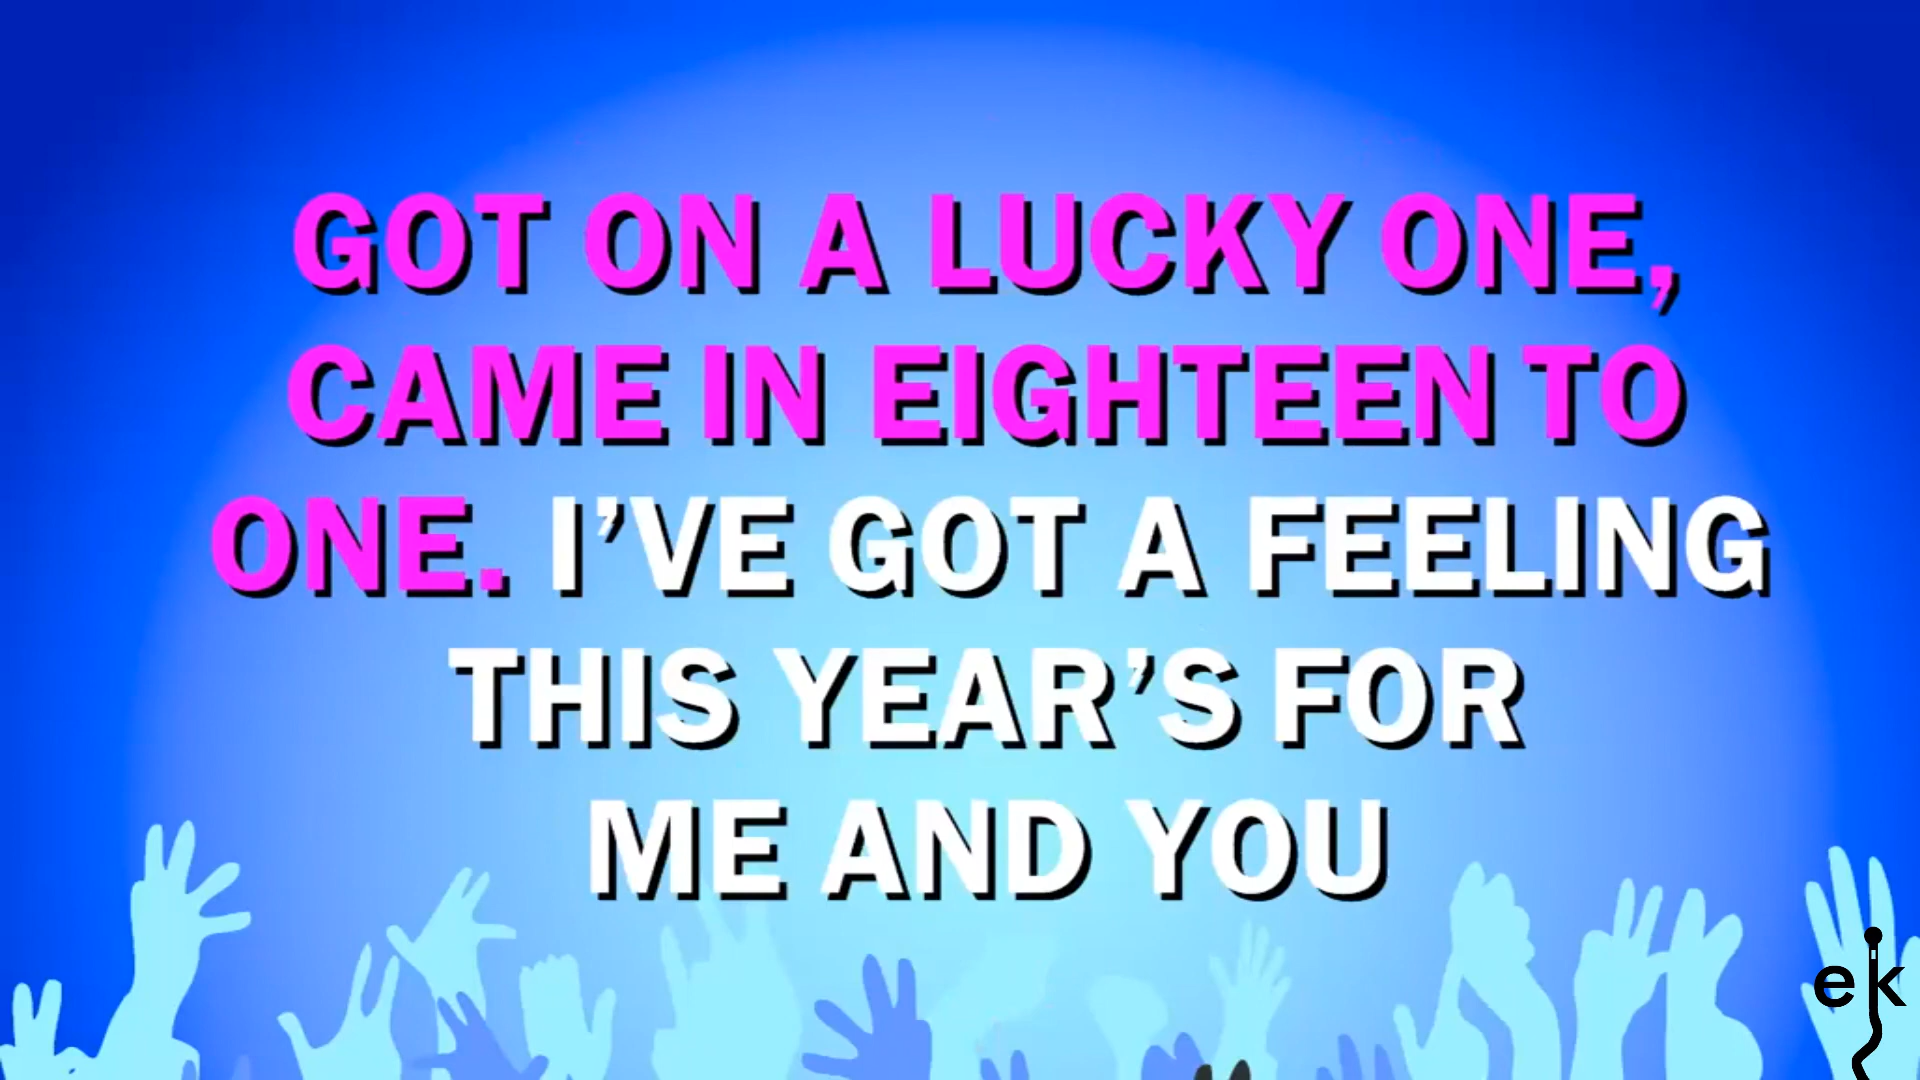 GOT ON A LUCKY ONE,
CAME IN EIGHTEEN TO
ONE. I’VE GOT A FEELING
THIS YEAR’S FOR
ME AND YOU
ek